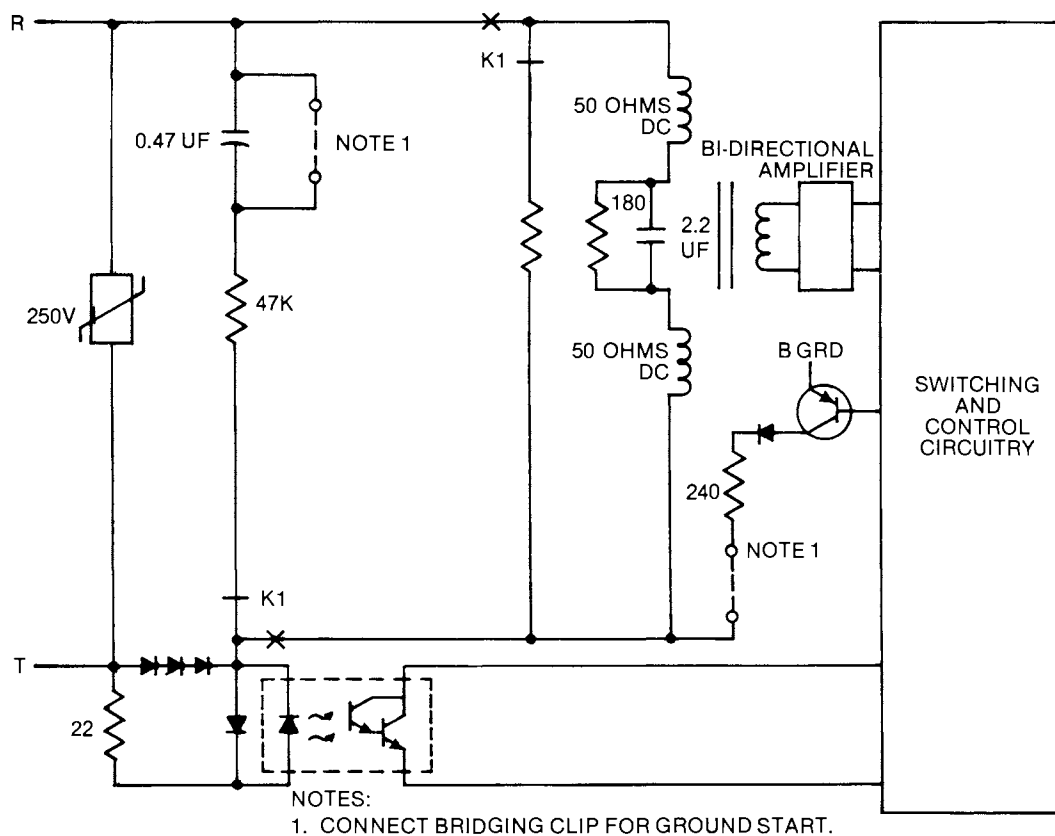 R
K1
50 OHMS
DC
0.47 UF
NOTE 1
BI-DIRECTIONAL
AMPLIFIER
180
2.2
UF
250V
47K
50 OHMS
DC
B GRD
SWITCHING
AND
CONTROL
CIRCUITRY
240
NOTE 1
K1
T
22
NOTES:
1. CONNECT BRIDGING CLIP FOR GROUND START.